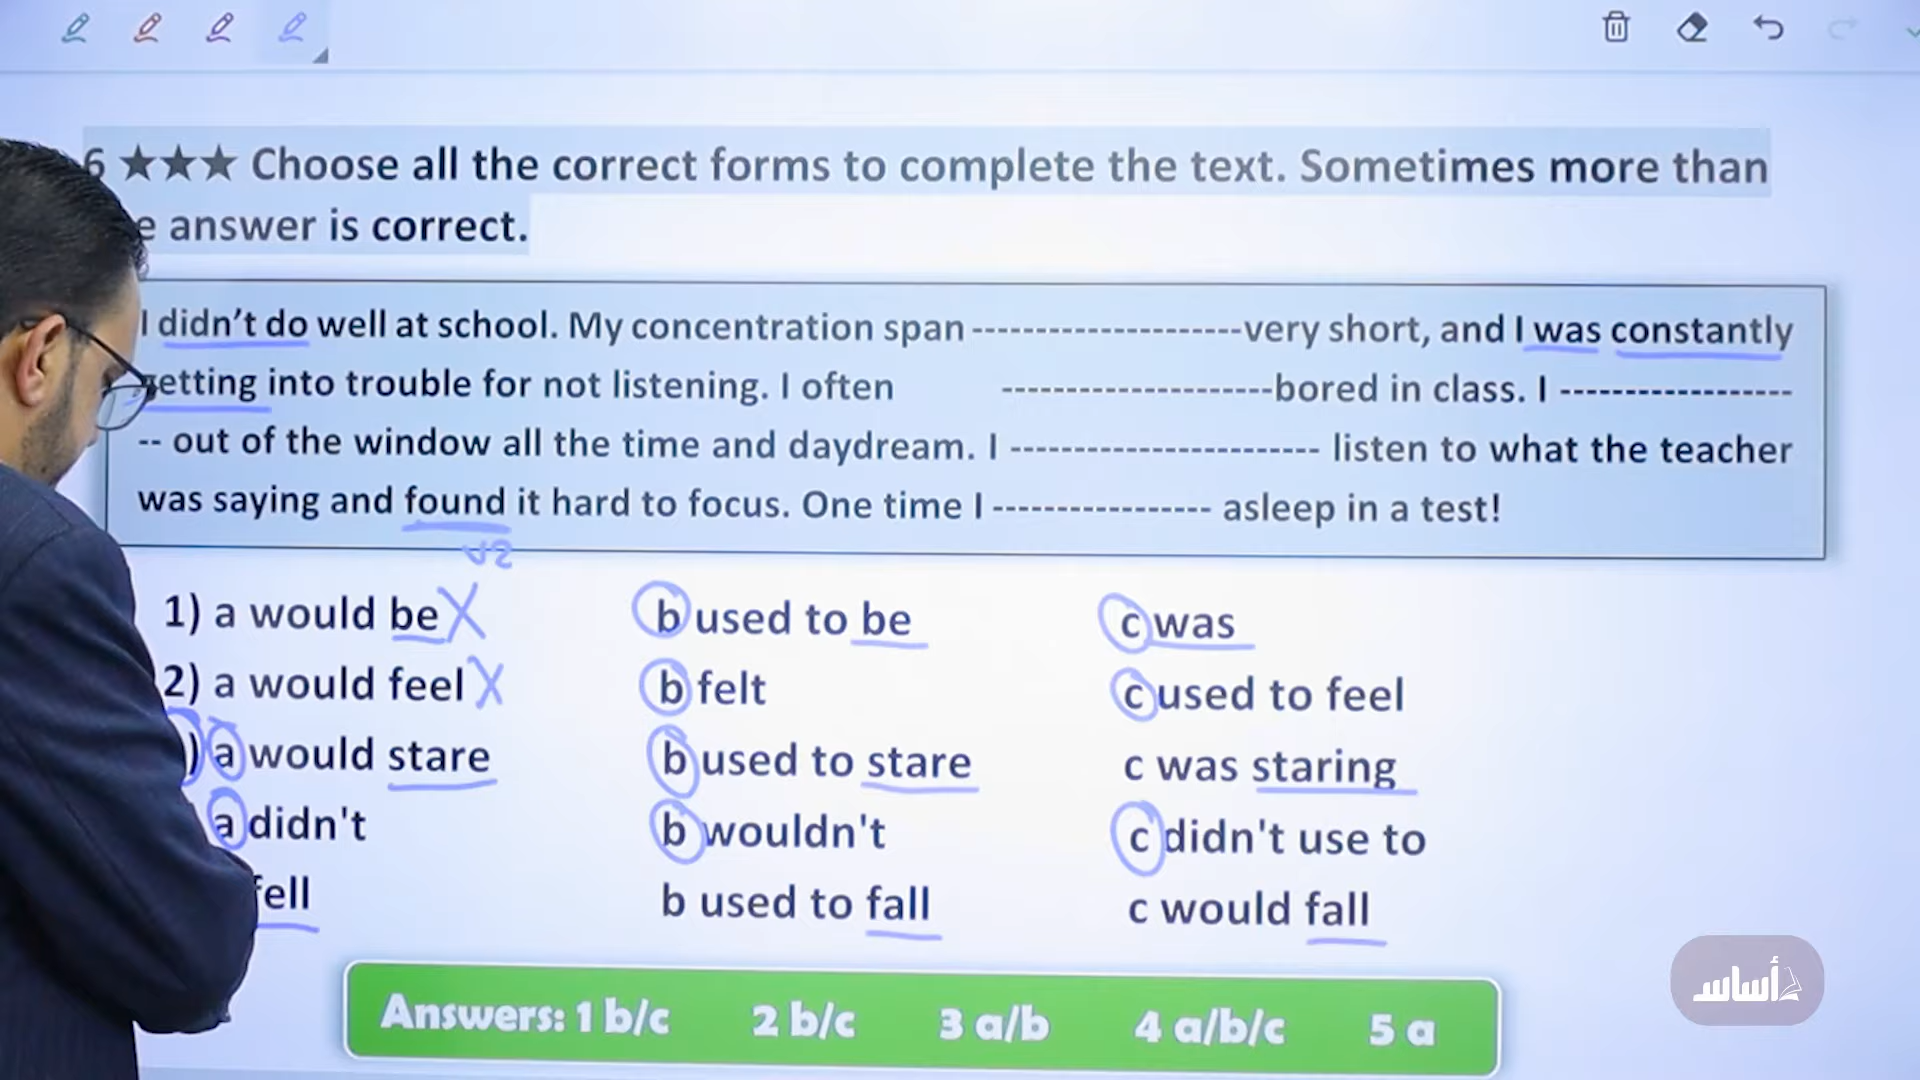 6 ★★★ Choose all the correct forms to complete the text. Sometimes more than
e answer is correct.
I didn't do well at school. My concentration span --------------------very short, and I was constantly
etting into trouble for not listening. I often --------------------bored in class. I -----------------
-- out of the window all the time and daydream. I ----------------------- listen to what the teacher
was saying and found it hard to focus. One time I ---------------- asleep in a test!
V2
1) a would be X b used to be c was
2) a would feel X b felt c used to feel
) a would stare b used to stare c was staring
a didn't b wouldn't c didn't use to
fell b used to fall c would fall
Answers: 1 b/c 2 b/c 3 a/b 4 a/b/c 5 a
أساس